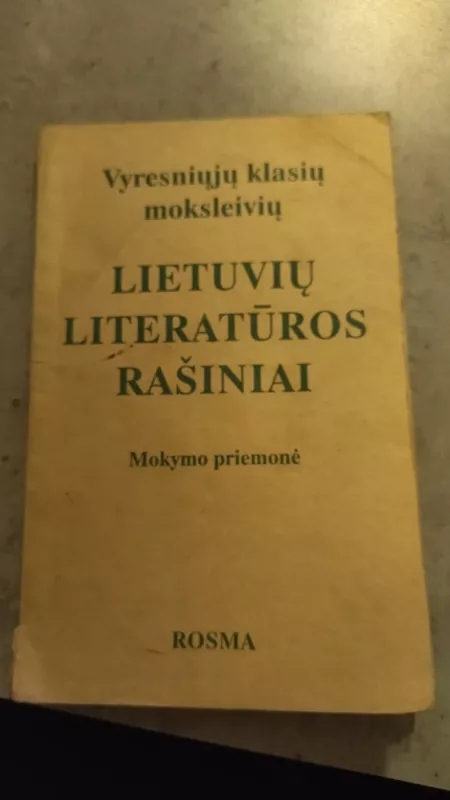 Vyresniųjų klasių
moksleivių
LIETUVIŲ
LITERATŪROS
RAŠINIAI
Mokymo priemonė
ROSMA